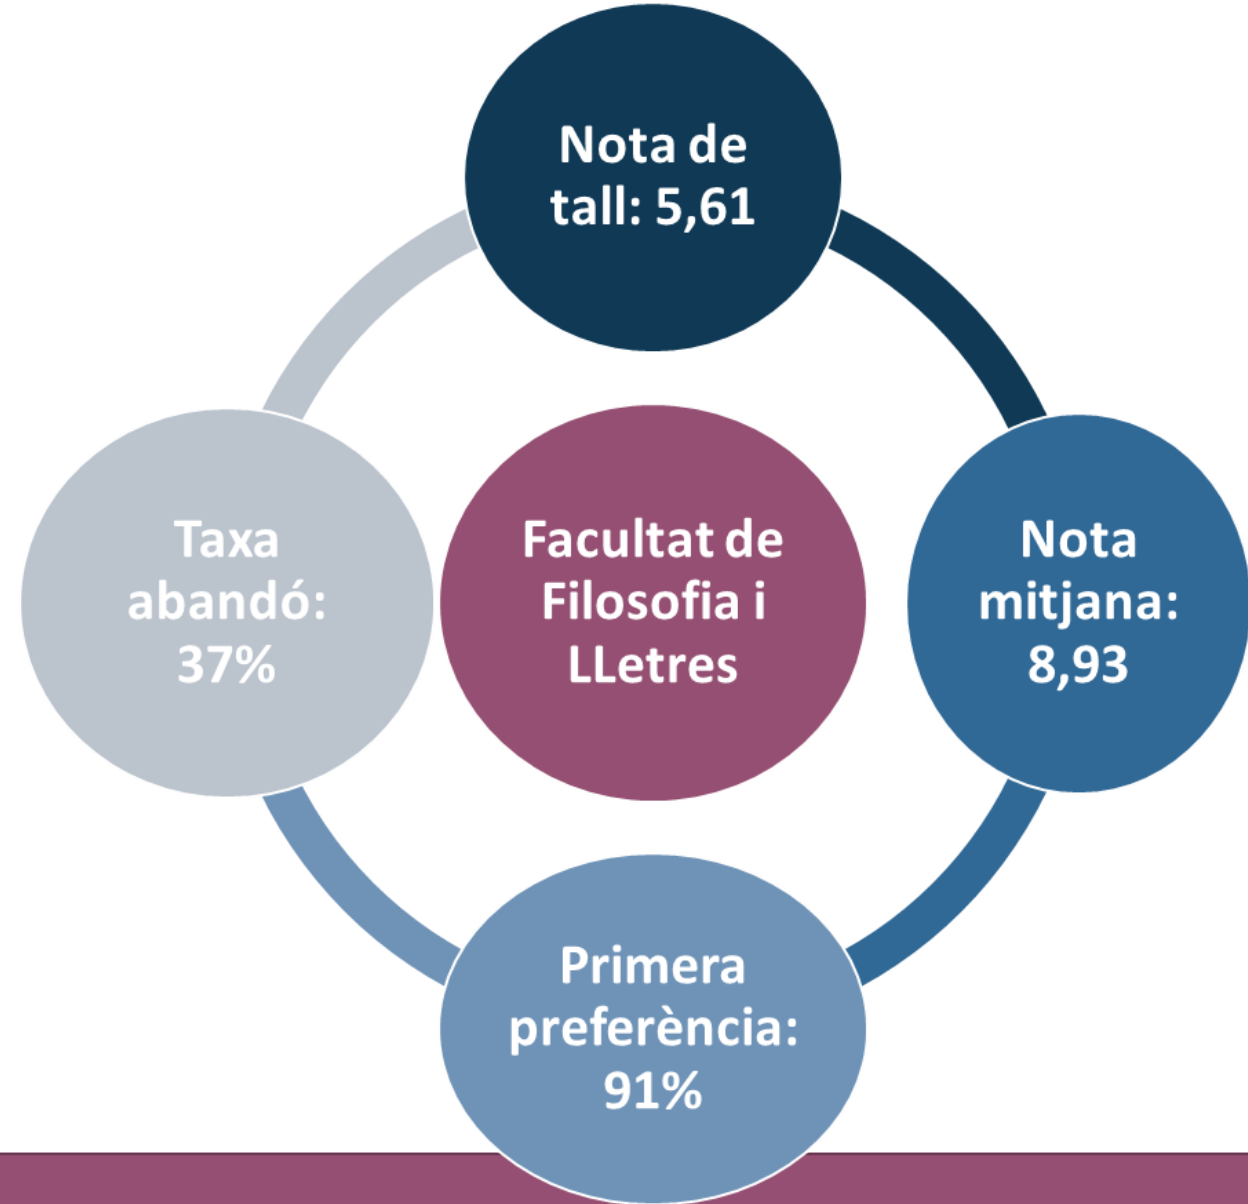 Nota de
tall: 5,61
Taxa
abandó:
37%
Facultat de
Filosofia i
LLetres
Nota
mitjana:
8,93
Primera
preferència:
91%